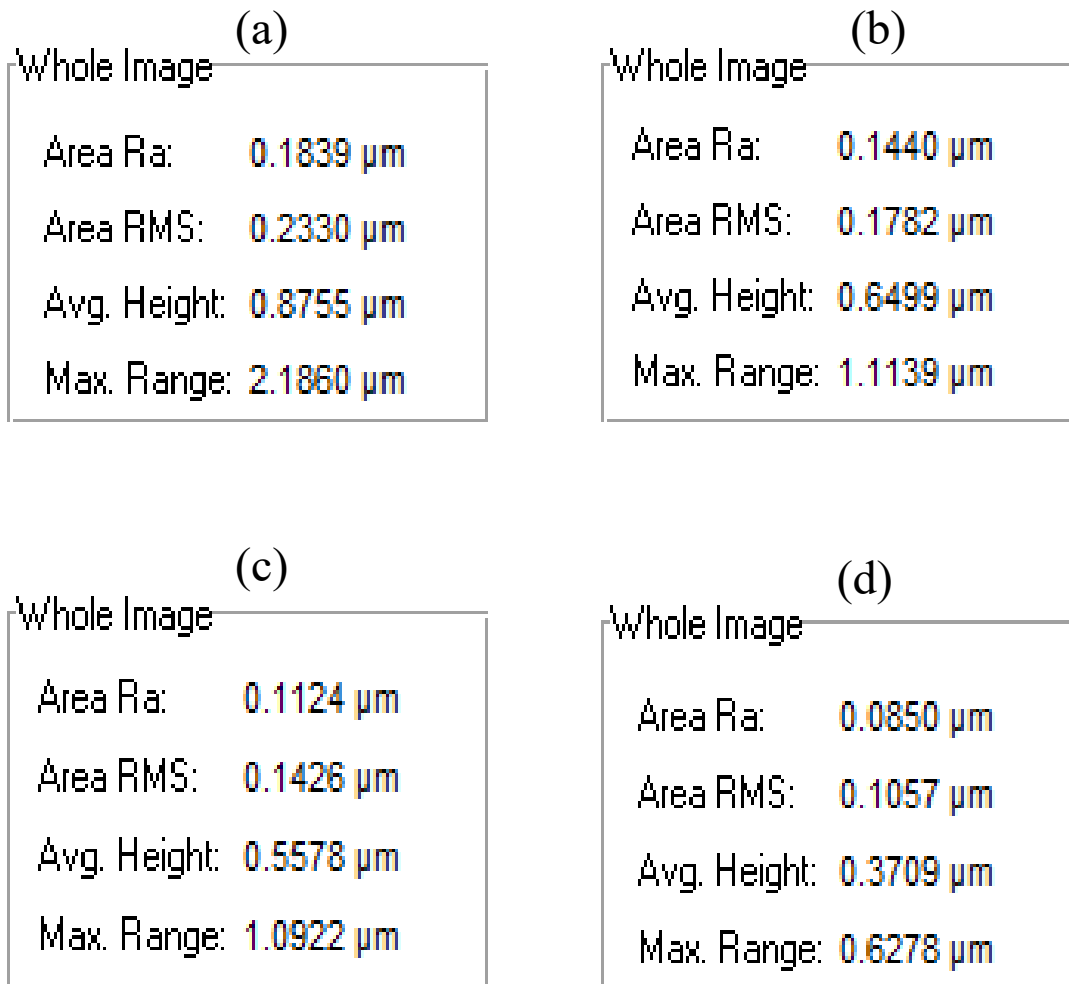 (a)
Whole Image
Area Ra: 0.1839 µm
Area RMS: 0.2330 µm
Avg. Height: 0.8755 µm
Max. Range: 2.1860 µm
(b)
Whole Image
Area Ra: 0.1440 µm
Area RMS: 0.1782 µm
Avg. Height: 0.6499 µm
Max. Range: 1.1139 µm
(c)
Whole Image
Area Ra: 0.1124 µm
Area RMS: 0.1426 µm
Avg. Height: 0.5578 µm
Max. Range: 1.0922 µm
(d)
Whole Image
Area Ra: 0.0850 µm
Area RMS: 0.1057 µm
Avg. Height: 0.3709 µm
Max. Range: 0.6278 µm